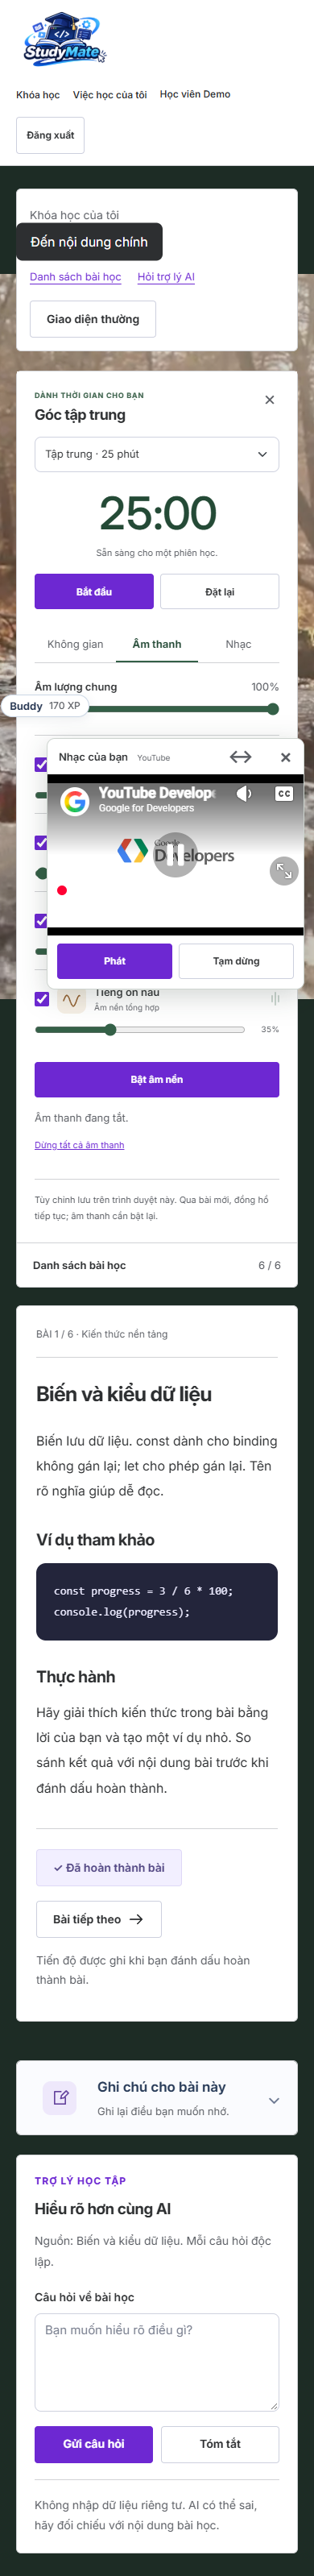 StudyMate
Khóa học
Việc học của tôi
Học viên Demo
Đăng xuất
Khóa học của tôi
Đến nội dung chính
Danh sách bài học
Hỏi trợ lý AI
Giao diện thường
DÀNH THỜI GIAN CHO BẠN
Góc tập trung
Tập trung · 25 phút
25:00
Sẵn sàng cho một phiên học.
Bắt đầu
Đặt lại
Không gian
Âm thanh
Nhạc
Âm lượng chung
100%
Buddy 170 XP
Nhạc của bạn YouTube
YouTube Develop
Google for Developers
CC
Google
Developers
Phát
Tạm dừng
Tiếng ồn nâu
Âm nền tổng hợp
35%
Bật âm nền
Âm thanh đang tắt.
Dừng tất cả âm thanh
Tùy chỉnh lưu trên trình duyệt này. Qua bài mới, đồng hồ
tiếp tục; âm thanh cần bật lại.
Danh sách bài học
6 / 6
BÀI 1 / 6 · Kiến thức nền tảng
Biến và kiểu dữ liệu
Biến lưu dữ liệu. const dành cho binding
không gán lại; let cho phép gán lại. Tên
rõ nghĩa giúp dễ đọc.
Ví dụ tham khảo
const progress = 3 / 6 * 100;
console.log(progress);
Thực hành
Hãy giải thích kiến thức trong bài bằng
lời của bạn và tạo một ví dụ nhỏ. So
sánh kết quả với nội dung bài trước khi
đánh dấu hoàn thành.
✓ Đã hoàn thành bài
Bài tiếp theo →
Tiến độ được ghi khi bạn đánh dấu hoàn
thành bài.
Ghi chú cho bài này
Ghi lại điều bạn muốn nhớ.
TRỢ LÝ HỌC TẬP
Hiểu rõ hơn cùng AI
Nguồn: Biến và kiểu dữ liệu. Mỗi câu hỏi độc
lập.
Câu hỏi về bài học
Bạn muốn hiểu rõ điều gì?
Gửi câu hỏi
Tóm tắt
Không nhập dữ liệu riêng tư. AI có thể sai,
hãy đối chiếu với nội dung bài học.